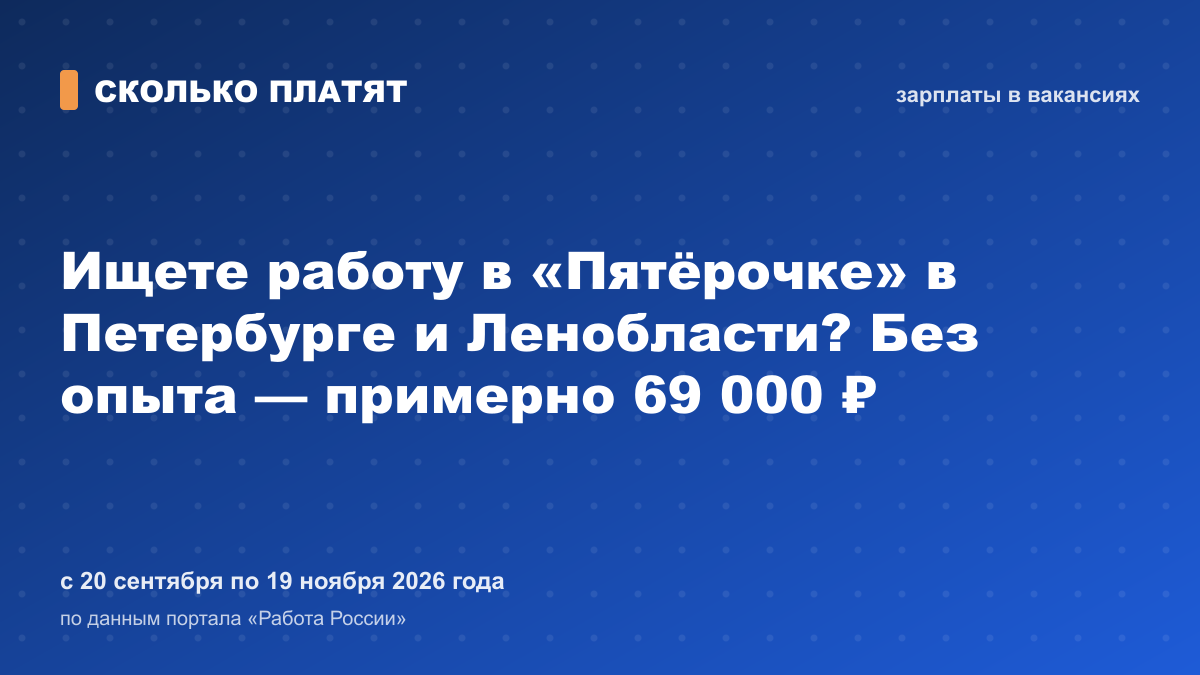 СКОЛЬКО ПЛАТЯТ
зарплаты в вакансиях
Ищете работу в «Пятёрочке» в
Петербурге и Ленобласти? Без
опыта — примерно 69 000 ₽
с 20 сентября по 19 ноября 2026 года
по данным портала «Работа России»